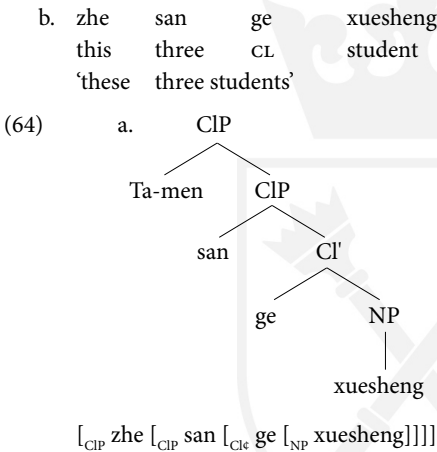 b. zhe san ge xuesheng
this three CL student
‘these three students’
(64) a. ClP
Ta-men ClP
san Cl'
ge NP
xuesheng
[ClP zhe [ClP san [Cl¢ ge [NP xuesheng]]]]